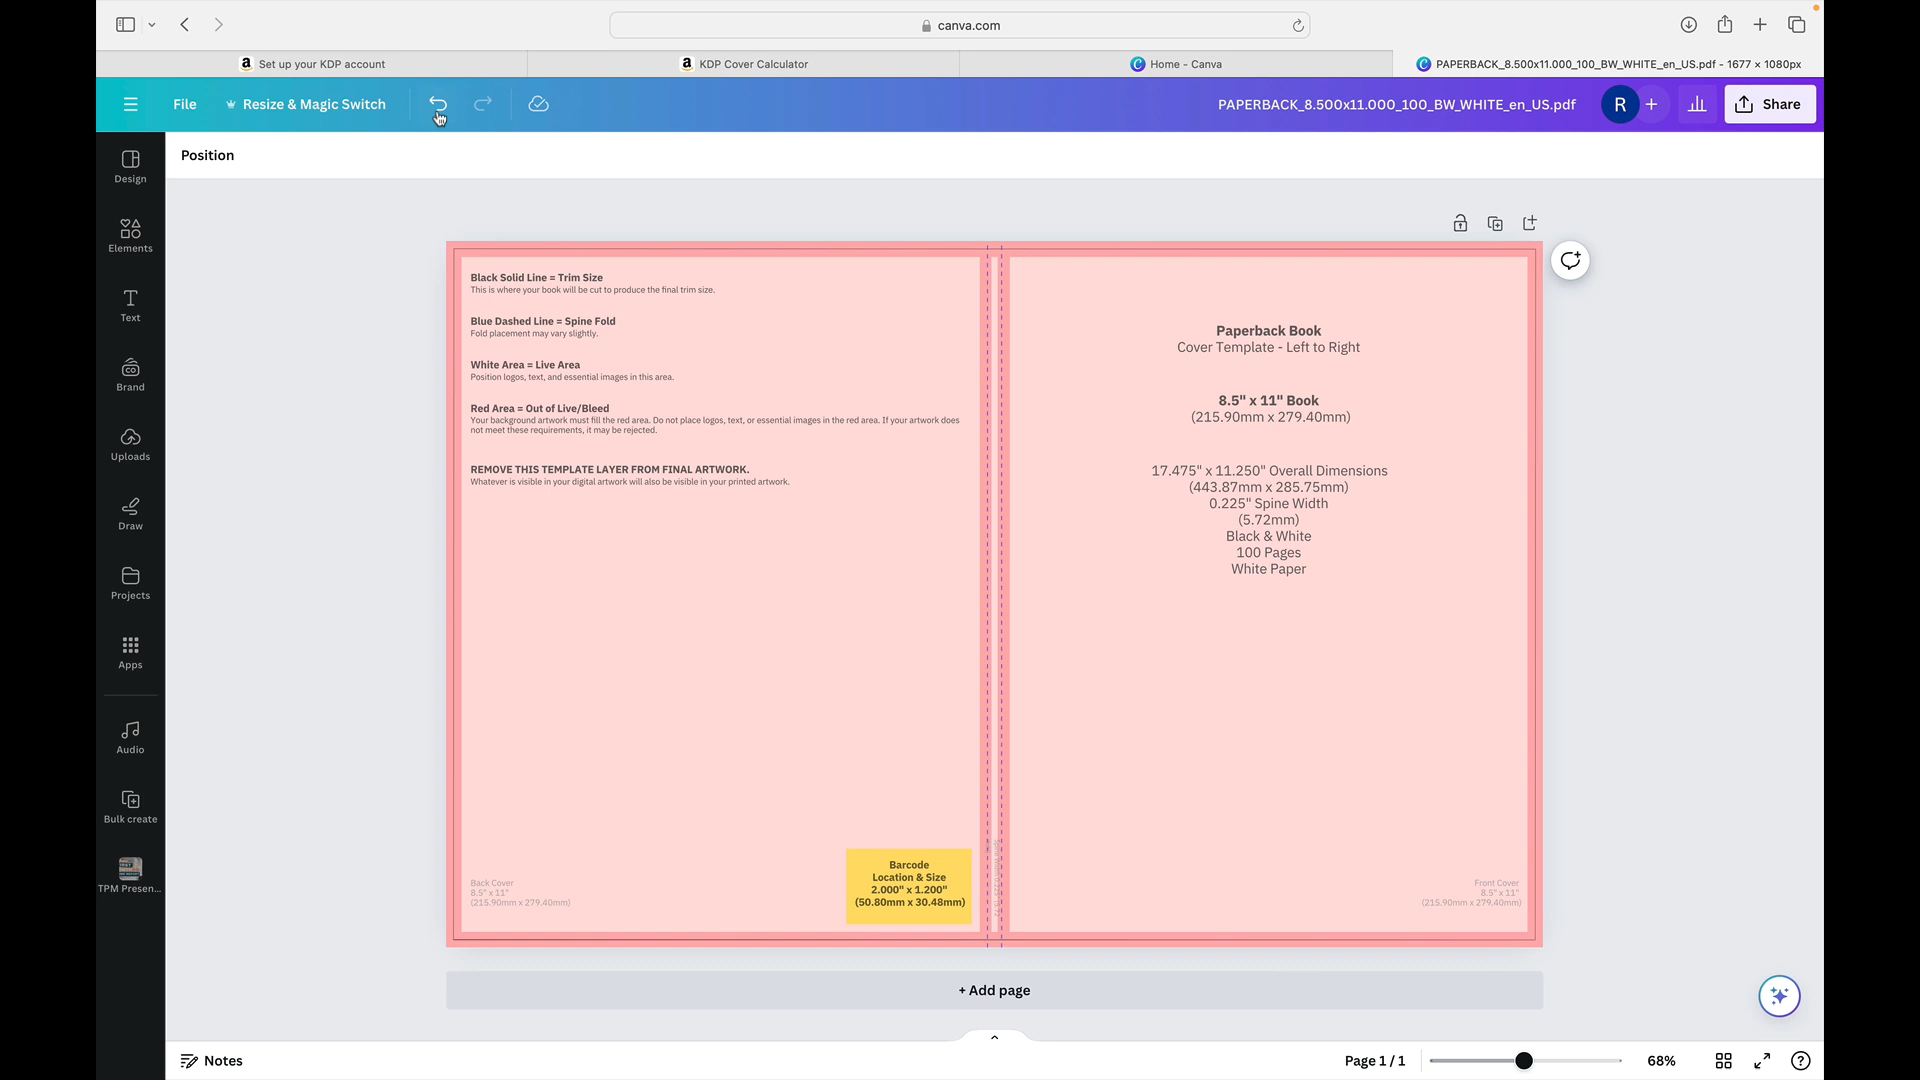 canva.com
Set up your KDP account
KDP Cover Calculator
Home - Canva
PAPERBACK_8.500x11.000_100_BW_WHITE_en_US.pdf - 1677 × 1080px
File
Resize & Magic Switch
PAPERBACK_8.500x11.000_100_BW_WHITE_en_US.pdf
R
Share
Position
Design
Elements
Text
Brand
Uploads
Draw
Projects
Apps
Audio
Bulk create
TPM Presen...
Black Solid Line = Trim Size
This is where your book will be cut to produce the final trim size.
Blue Dashed Line = Spine Fold
Fold placement may vary slightly.
White Area = Live Area
Position logos, text, and essential images in this area.
Red Area = Out of Live/Bleed
Your background artwork must fill the red area. Do not place logos, text, or essential images in the red area. If your artwork does
not meet these requirements, it may be rejected.
REMOVE THIS TEMPLATE LAYER FROM FINAL ARTWORK.
Whatever is visible in your digital artwork will also be visible in your printed artwork.
Back Cover
8.5" x 11"
(215.90mm x 279.40mm)
Barcode
Location & Size
2.000" x 1.200"
(50.80mm x 30.48mm)
Paperback Book
Cover Template - Left to Right
8.5" x 11" Book
(215.90mm x 279.40mm)
17.475" x 11.250" Overall Dimensions
(443.87mm x 285.75mm)
0.225" Spine Width
(5.72mm)
Black & White
100 Pages
White Paper
Front Cover
8.5" x 11"
(215.90mm x 279.40mm)
+ Add page
Notes
Page 1 / 1
68%